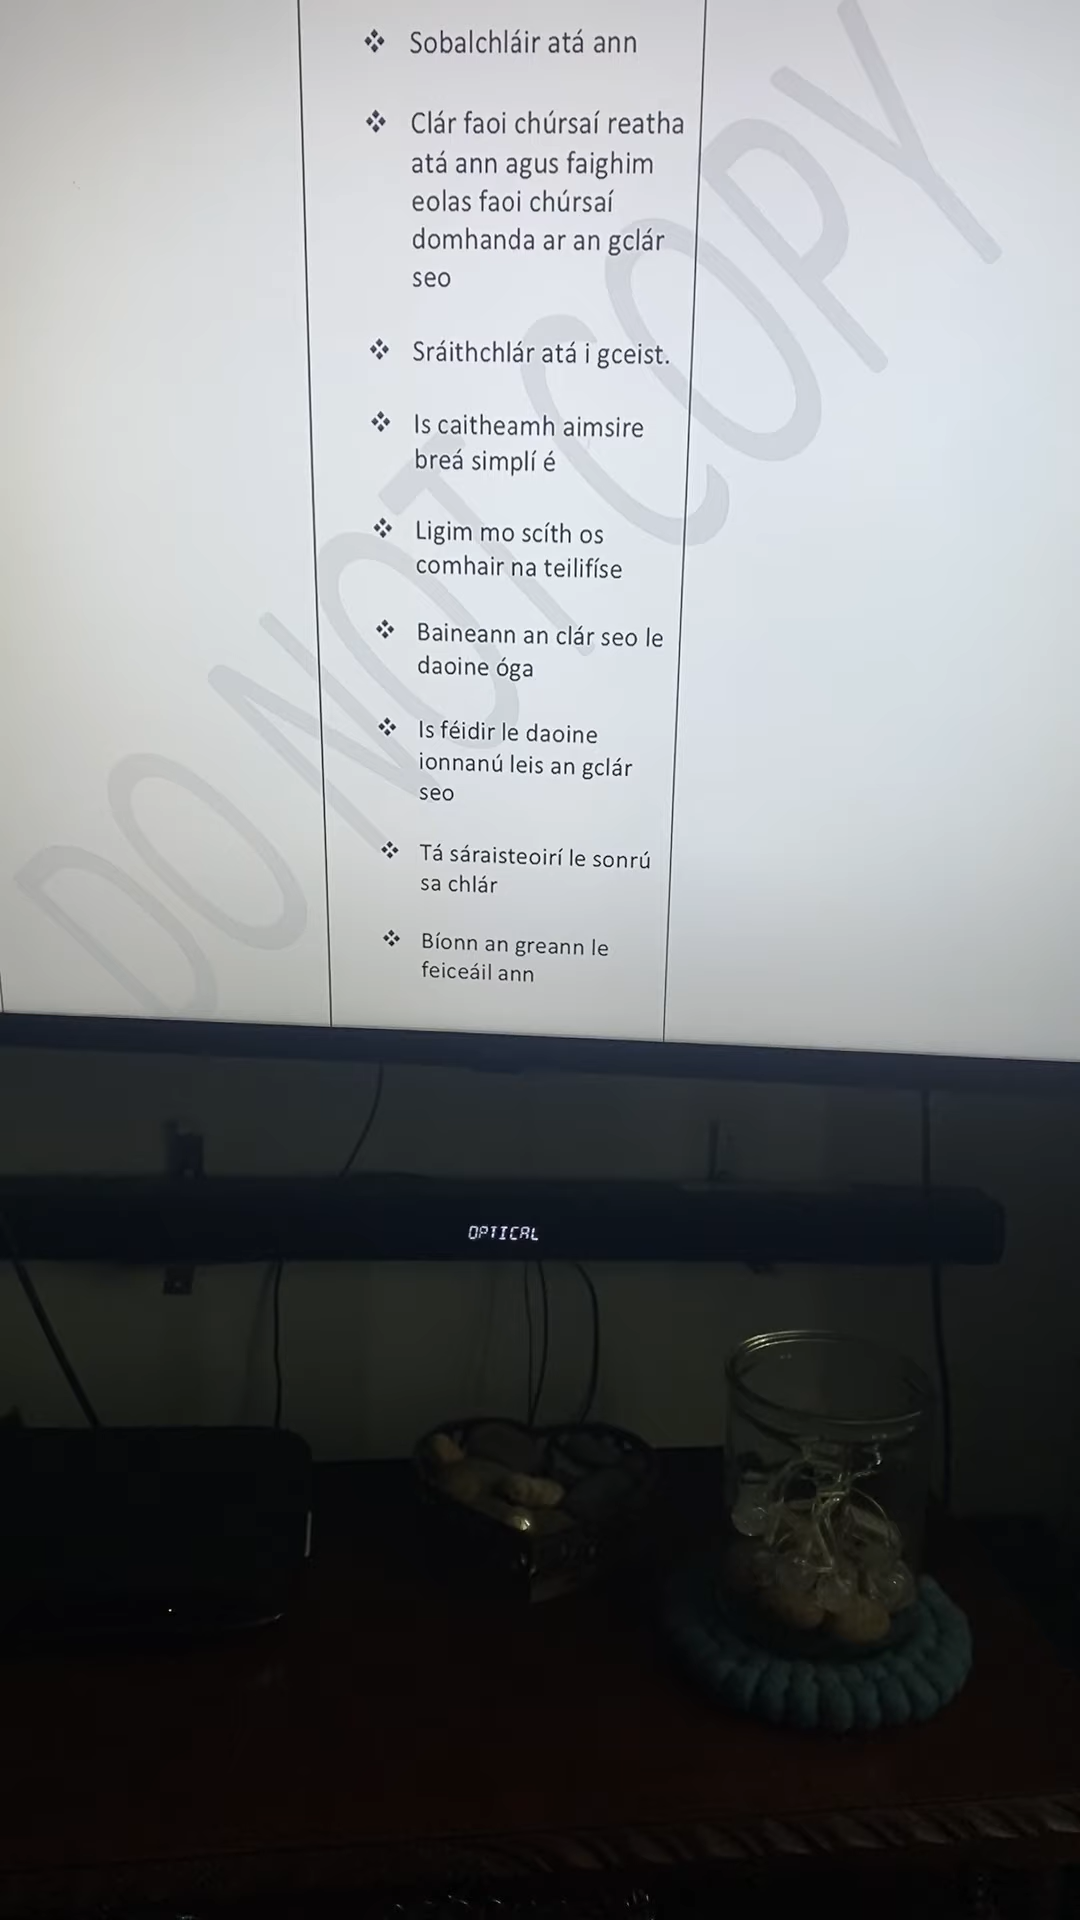 ❖ Sobalchláir atá ann
❖ Clár faoi chúrsaí reatha
atá ann agus faighim
eolas faoi chúrsaí
domhanda ar an gclár
seo
❖ Sráithchlár atá i gceist.
❖ Is caitheamh aimsire
breá simplí é
❖ Ligim mo scíth os
comhair na teilifíse
❖ Baineann an clár seo le
daoine óga
❖ Is féidir le daoine
ionnanú leis an gclár
seo
❖ Tá sáraisteoirí le sonrú
sa chlár
❖ Bíonn an greann le
feiceáil ann
DO NOT COPY
OPTICAL